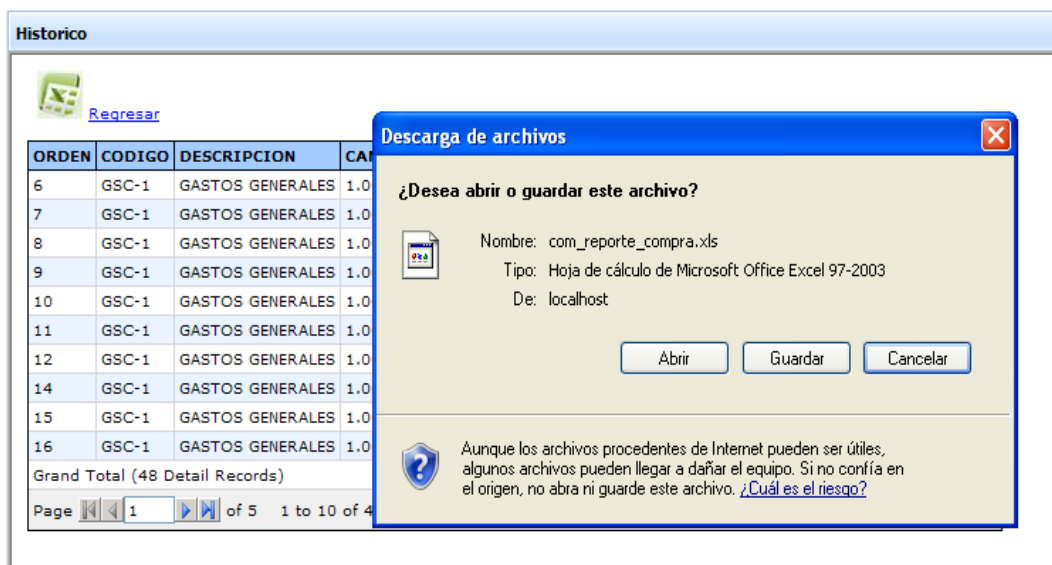 Historico
Regresar
ORDEN CODIGO DESCRIPCION
6 GSC-1 GASTOS GENERALES 1.0
7 GSC-1 GASTOS GENERALES 1.0
8 GSC-1 GASTOS GENERALES 1.0
9 GSC-1 GASTOS GENERALES 1.0
10 GSC-1 GASTOS GENERALES 1.0
11 GSC-1 GASTOS GENERALES 1.0
12 GSC-1 GASTOS GENERALES 1.0
14 GSC-1 GASTOS GENERALES 1.0
15 GSC-1 GASTOS GENERALES 1.0
16 GSC-1 GASTOS GENERALES 1.0
Grand Total (48 Detail Records)
Page 1 of 5 1 to 10 of 4
Descarga de archivos
¿Desea abrir o guardar este archivo?
Nombre: com_reporte_compra.xls
Tipo: Hoja de cálculo de Microsoft Office Excel 97-2003
De: localhost
Abrir Guardar Cancelar
Aunque los archivos procedentes de Internet pueden ser útiles,
algunos archivos pueden llegar a dañar el equipo. Si no confía en
el origen, no abra ni guarde este archivo. ¿Cuál es el riesgo?